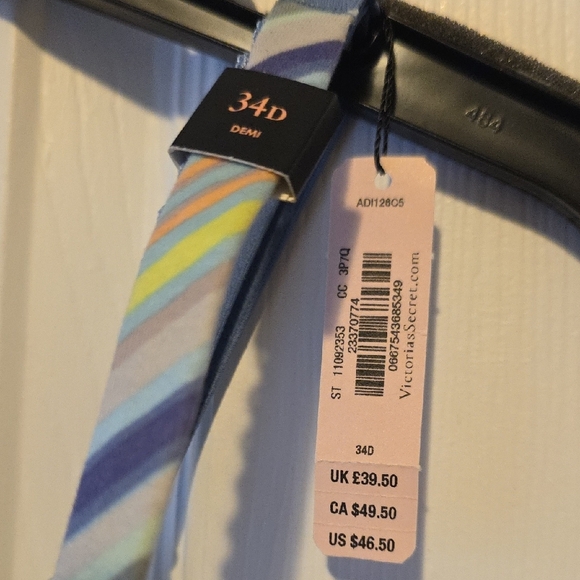 34D
DEMI
484
ADI126C5
ST 11092353 CC 3P7Q
23370774
0667543685349
VictoriasSecret.com
34D
UK £39.50
CA $49.50
US $46.50